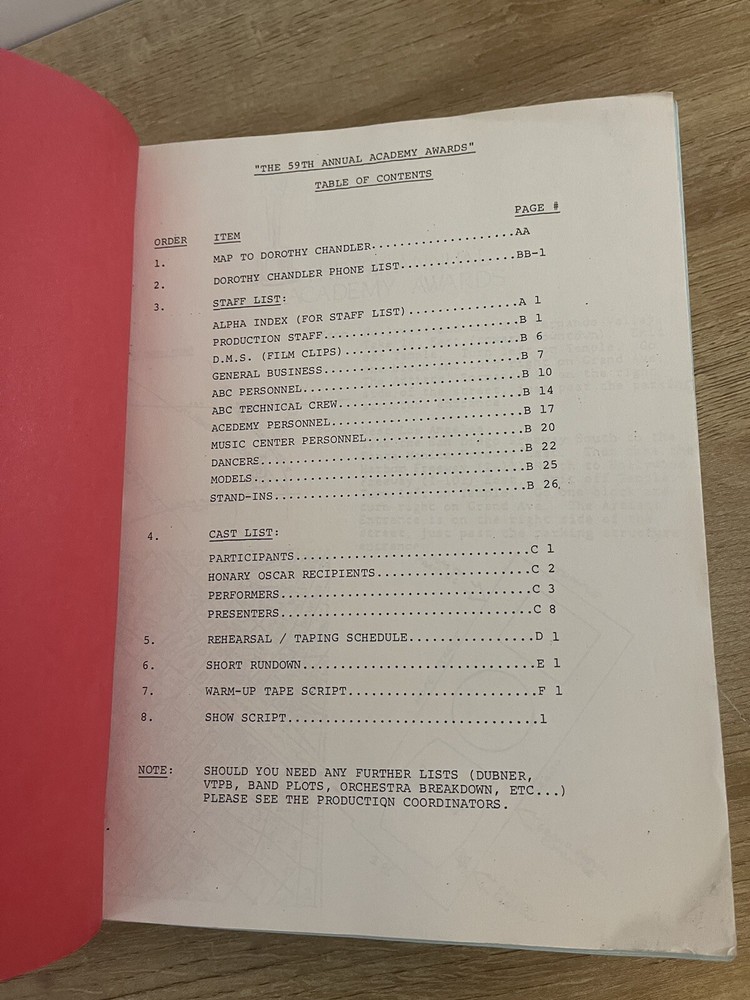 "THE 59TH ANNUAL ACADEMY AWARDS"
TABLE OF CONTENTS
ORDER ITEM PAGE #
1. MAP TO DOROTHY CHANDLER....................AA
2. DOROTHY CHANDLER PHONE LIST................BB-1
3. STAFF LIST:
ALPHA INDEX (FOR STAFF LIST)................A 1
PRODUCTION STAFF............................B 1
D.M.S. (FILM CLIPS).........................B 6
GENERAL BUSINESS............................B 7
ABC PERSONNEL...............................B 10
ABC TECHNICAL CREW..........................B 14
ACEDEMY PERSONNEL...........................B 17
MUSIC CENTER PERSONNEL......................B 20
DANCERS.....................................B 22
MODELS......................................B 25
STAND-INS...................................B 26
4. CAST LIST:
PARTICIPANTS................................C 1
HONARY OSCAR RECIPIENTS.....................C 2
PERFORMERS..................................C 3
PRESENTERS..................................C 8
5. REHEARSAL / TAPING SCHEDULE................D 1
6. SHORT RUNDOWN..............................E 1
7. WARM-UP TAPE SCRIPT........................F 1
8. SHOW SCRIPT................................1
NOTE: SHOULD YOU NEED ANY FURTHER LISTS (DUBNER,
VTPB, BAND PLOTS, ORCHESTRA BREAKDOWN, ETC...)
PLEASE SEE THE PRODUCTION COORDINATORS.